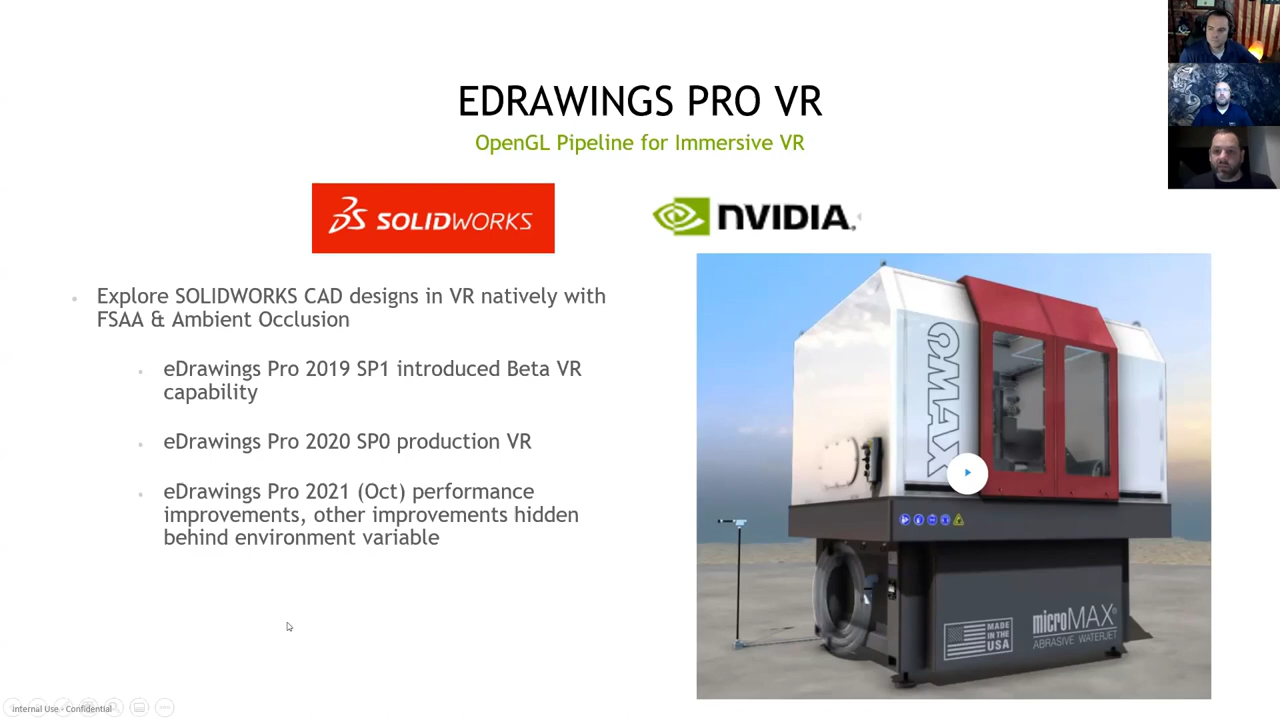 EDRAWINGS PRO VR
OpenGL Pipeline for Immersive VR
SOLIDWORKS
NVIDIA.
Explore SOLIDWORKS CAD designs in VR natively with
FSAA & Ambient Occlusion
eDrawings Pro 2019 SP1 introduced Beta VR
capability
eDrawings Pro 2020 SP0 production VR
eDrawings Pro 2021 (Oct) performance
improvements, other improvements hidden
behind environment variable
OMAX
MADE
IN THE
USA
microMAX®
ABRASIVE WATERJET
Internal Use - Confidential